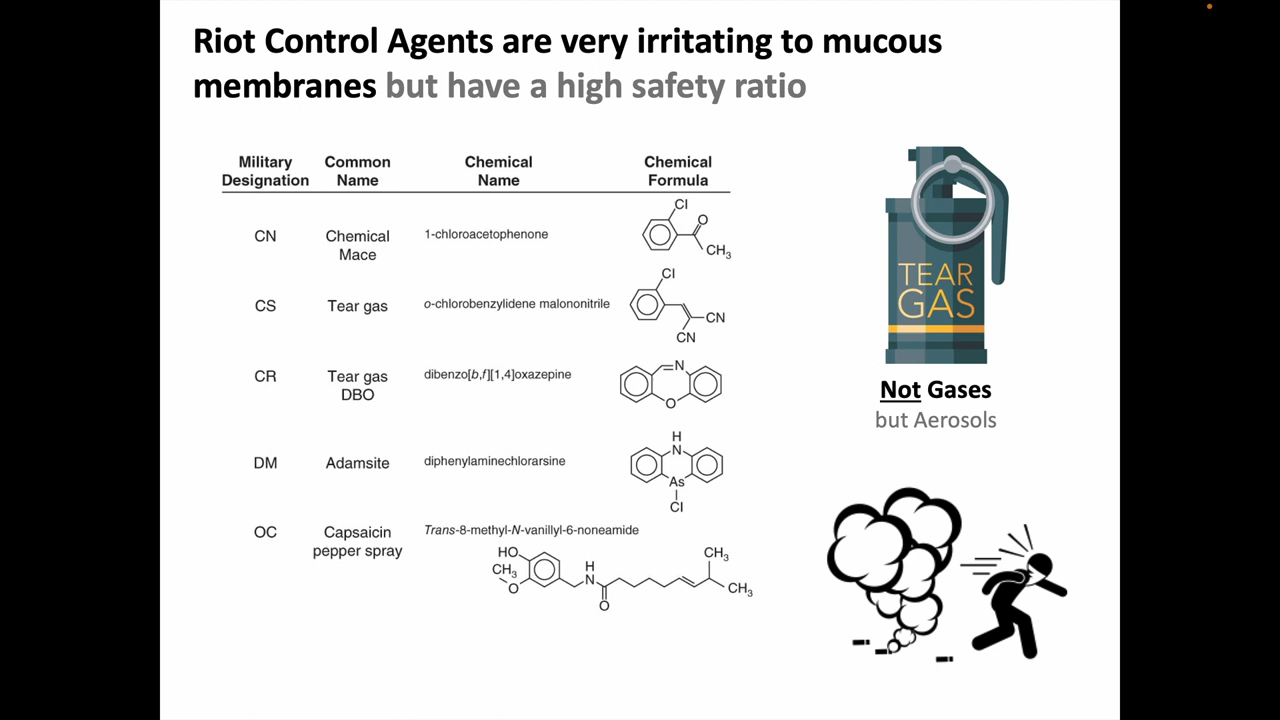 Riot Control Agents are very irritating to mucous
membranes but have a high safety ratio
Military Designation
Common Name
Chemical Name
Chemical Formula
CN
Chemical Mace
1-chloroacetophenone
Cl
O
CH3
CS
Tear gas
o-chlorobenzylidene malononitrile
Cl
CN
CN
CR
Tear gas DBO
dibenzo[b,f][1,4]oxazepine
N
O
DM
Adamsite
diphenylaminechlorarsine
H
N
As
Cl
OC
Capsaicin pepper spray
Trans-8-methyl-N-vanillyl-6-noneamide
HO
CH3
O
H
N
O
CH3
CH3
TEAR
GAS
Not Gases
but Aerosols